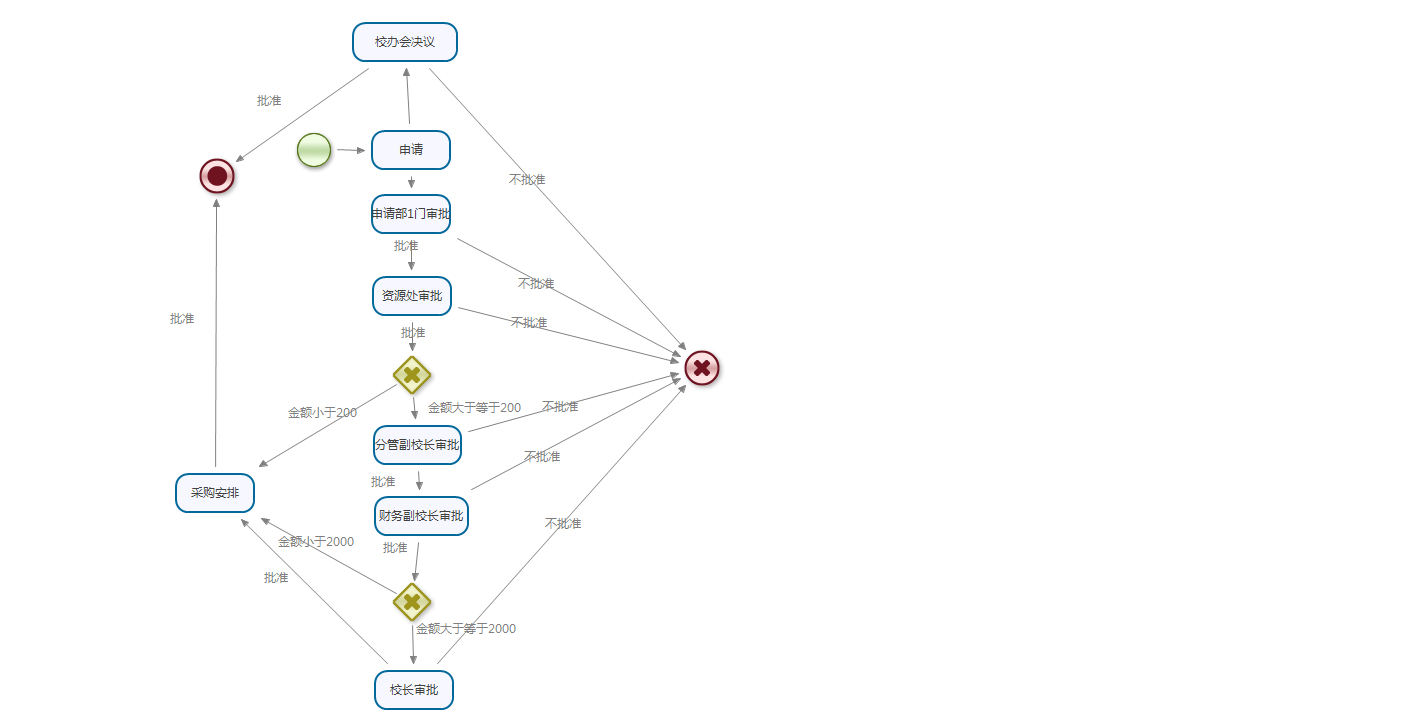 校办会决议
批准
申请
不批准
申请部1门审批
批准
不批准
资源处审批
批准
不批准
批准
金额小于200
金额大于等于200
不批准
分管副校长审批
不批准
批准
采购安排
财务副校长审批
不批准
金额小于2000
批准
批准
金额大于等于2000
校长审批